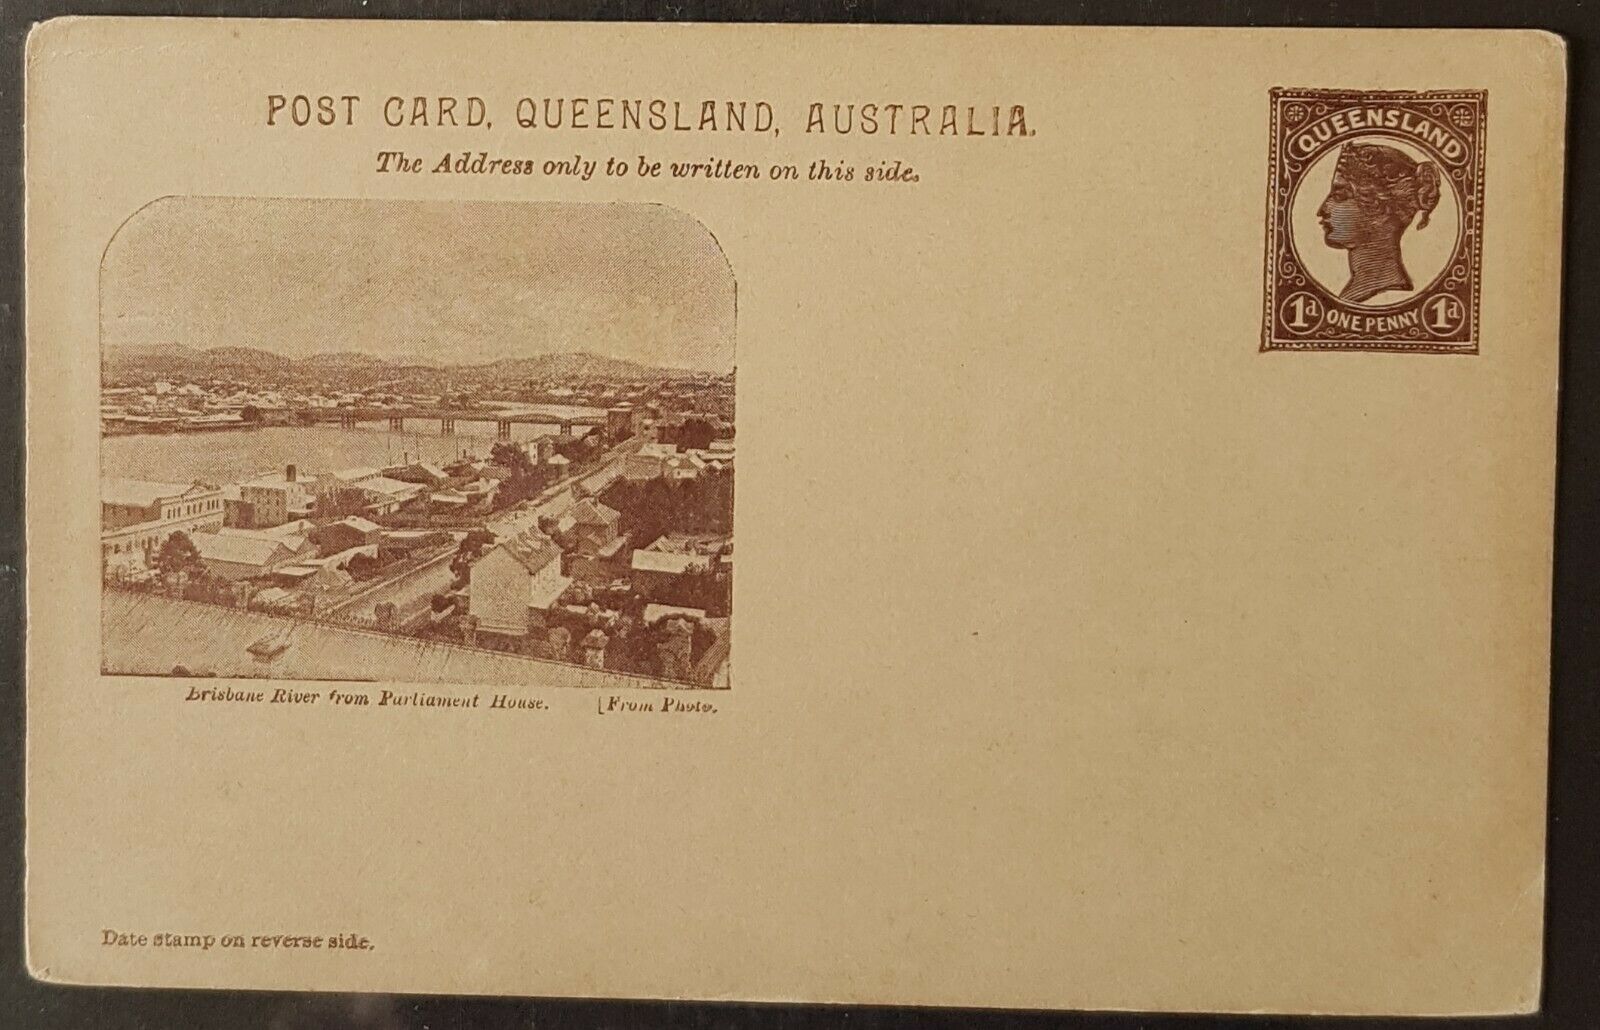 POST CARD, QUEENSLAND, AUSTRALIA.
The Address only to be written on this side.
QUEENSLAND
1d ONE PENNY 1d
Brisbane River from Parliament House. [From Photo.
Date stamp on reverse side.